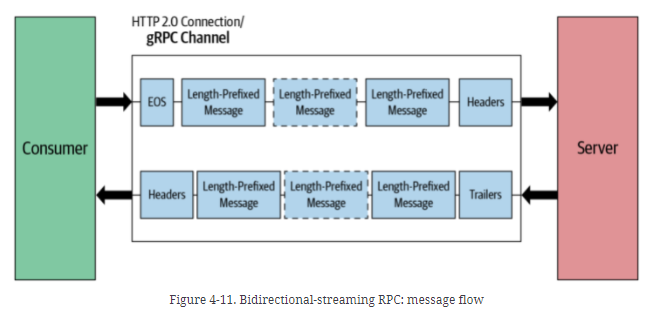 HTTP 2.0 Connection/
gRPC Channel
Consumer
EOS
Length-Prefixed
Message
Length-Prefixed
Message
Length-Prefixed
Message
Headers
Server
Headers
Length-Prefixed
Message
Length-Prefixed
Message
Length-Prefixed
Message
Trailers
Figure 4-11. Bidirectional-streaming RPC: message flow